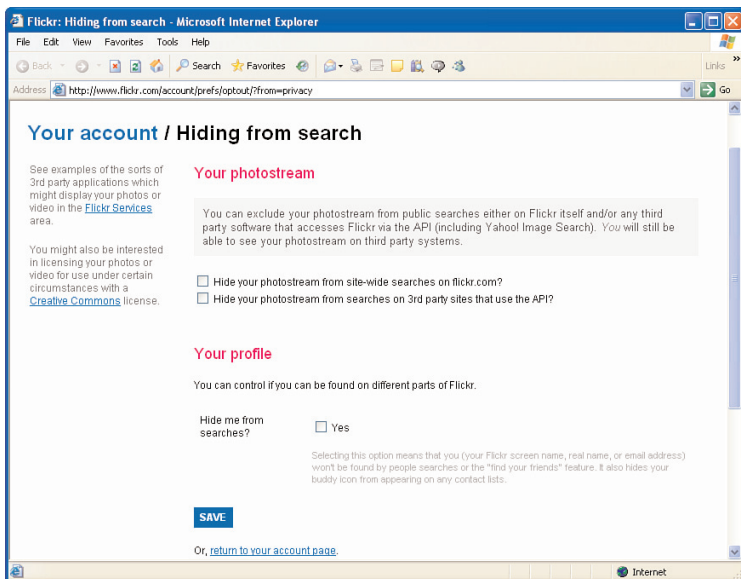 Flickr: Hiding from search - Microsoft Internet Explorer
File Edit View Favorites Tools Help
Back Search Favorites Links »
Address http://www.flickr.com/account/prefs/optout/?from=privacy Go
Your account / Hiding from search
See examples of the sorts of
3rd party applications which
might display your photos or
video in the Flickr Services
area.
You might also be interested
in licensing your photos or
video for use under certain
circumstances with a
Creative Commons license.
Your photostream
You can exclude your photostream from public searches either on Flickr itself and/or any third
party software that accesses Flickr via the API (including Yahoo! Image Search). You will still be
able to see your photostream on third party systems.
Hide your photostream from site-wide searches on flickr.com?
Hide your photostream from searches on 3rd party sites that use the API?
Your profile
You can control if you can be found on different parts of Flickr.
Hide me from
searches?
Yes
Selecting this option means that you (your Flickr screen name, real name, or email address)
won't be found by people searches or the "find your friends" feature. It also hides your
buddy icon from appearing on any contact lists.
SAVE
Or, return to your account page.
Internet